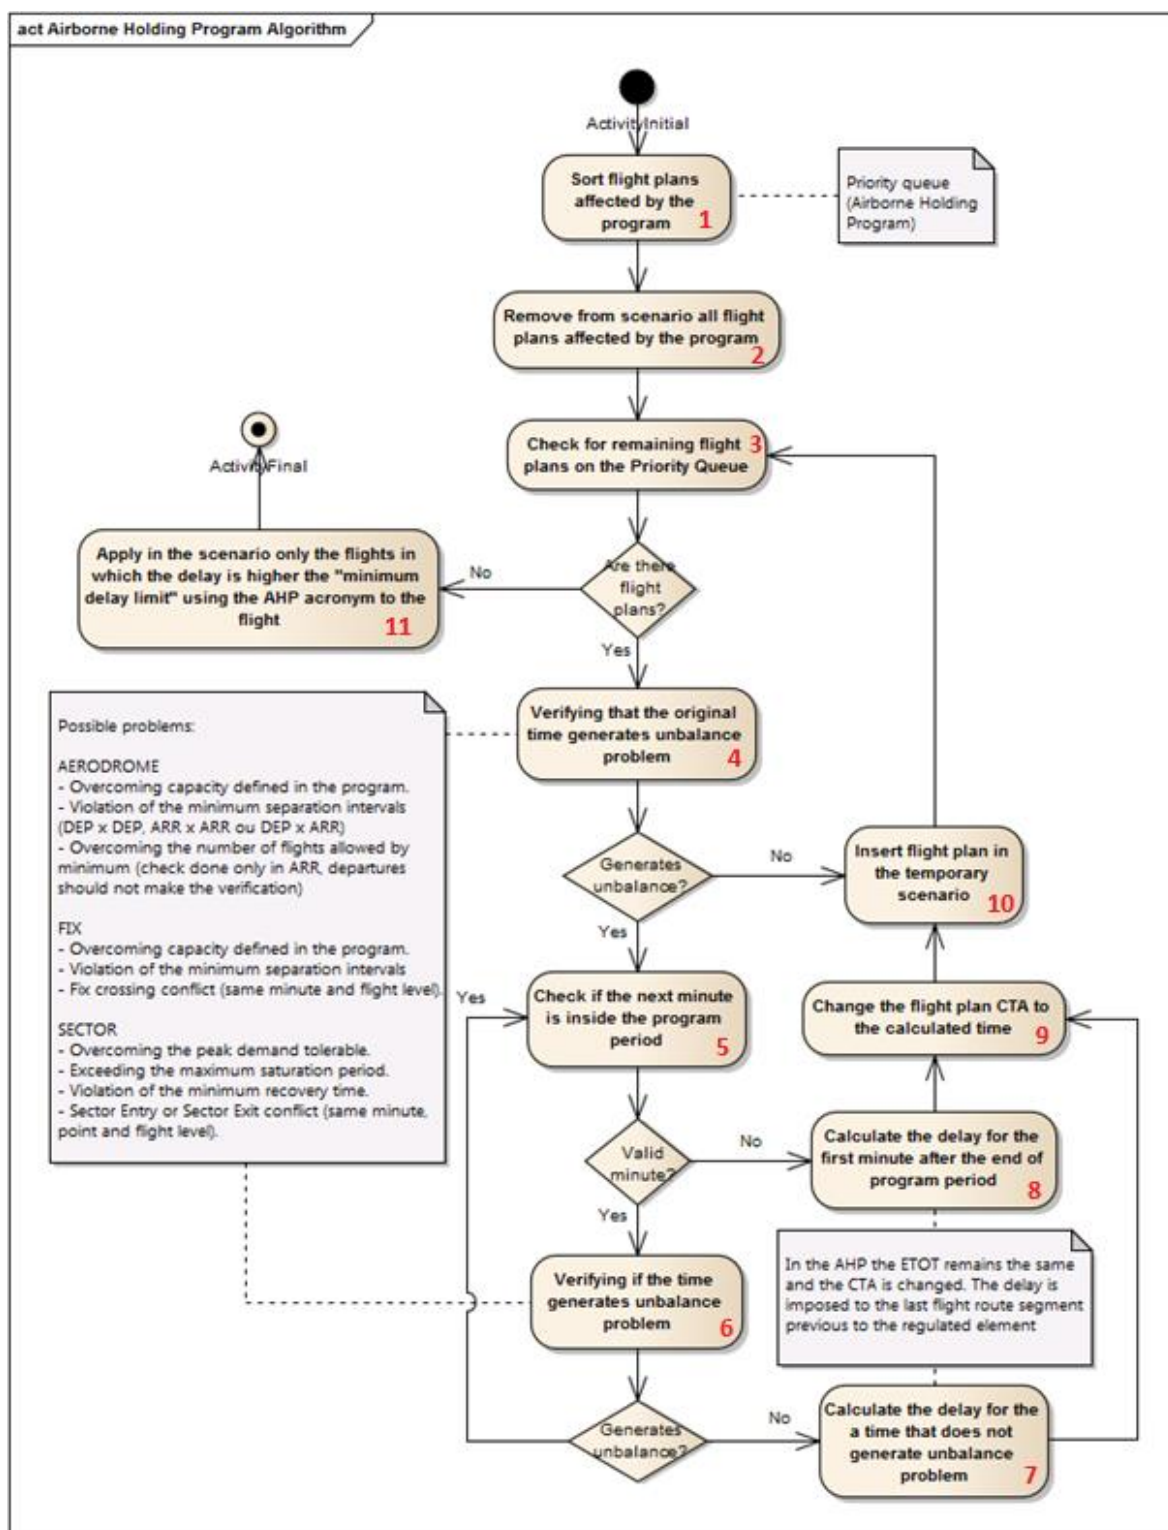 act Airborne Holding Program Algorithm
ActivityInitial
Sort flight plans
affected by the
program
1
Priority queue
(Airborne Holding
Program)
Remove from scenario all flight
plans affected by the program
2
Check for remaining flight
plans on the Priority Queue
3
ActivityFinal
Apply in the scenario only the flights in
which the delay is higher the "minimum
delay limit" using the AHP acronym to the
flight
11
No
Are there
flight
plans?
Yes
Possible problems:
AERODROME
- Overcoming capacity defined in the program.
- Violation of the minimum separation intervals
(DEP x DEP, ARR x ARR ou DEP x ARR)
- Overcoming the number of flights allowed by
minimum (check done only in ARR, departures
should not make the verification)
FIX
- Overcoming capacity defined in the program.
- Violation of the minimum separation intervals
- Fix crossing conflict (same minute and flight level).
SECTOR
- Overcoming the peak demand tolerable.
- Exceeding the maximum saturation period.
- Violation of the minimum recovery time.
- Sector Entry or Sector Exit conflict (same minute,
point and flight level).
Verifying that the original
time generates unbalance
problem
4
Generates
unbalance?
No
Insert flight plan in
the temporary
scenario
10
Yes
Yes
Check if the next minute
is inside the program
period
5
Change the flight plan CTA to
the calculated time
9
Valid
minute?
No
Calculate the delay for the
first minute after the end of
program period
8
Yes
Verifying if the time
generates unbalance
problem
6
In the AHP the ETOT remains the same
and the CTA is changed. The delay is
imposed to the last flight route segment
previous to the regulated element
Generates
unbalance?
No
Calculate the delay for the
a time that does not
generate unbalance
problem
7